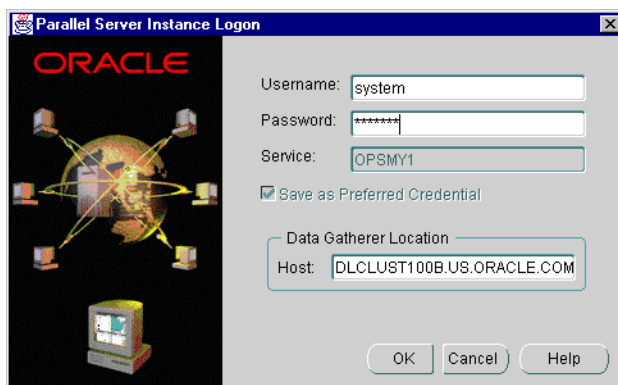 Parallel Server Instance Logon
ORACLE
Username: system
Password: *******
Service: OPSMY1
Save as Preferred Credential
Data Gatherer Location
Host: DLCLUST100B.US.ORACLE.COM
OK Cancel Help